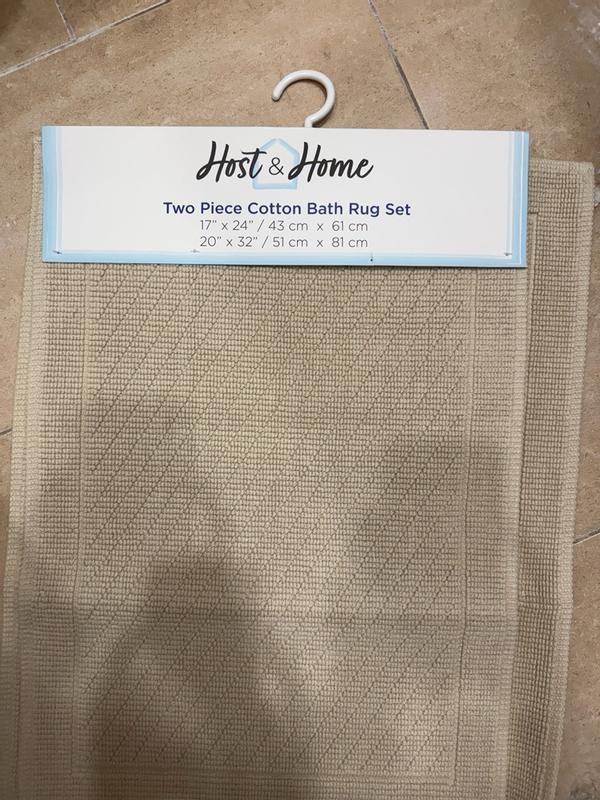 Host & Home
Two Piece Cotton Bath Rug Set
17” x 24” / 43 cm x 61 cm
20” x 32” / 51 cm x 81 cm